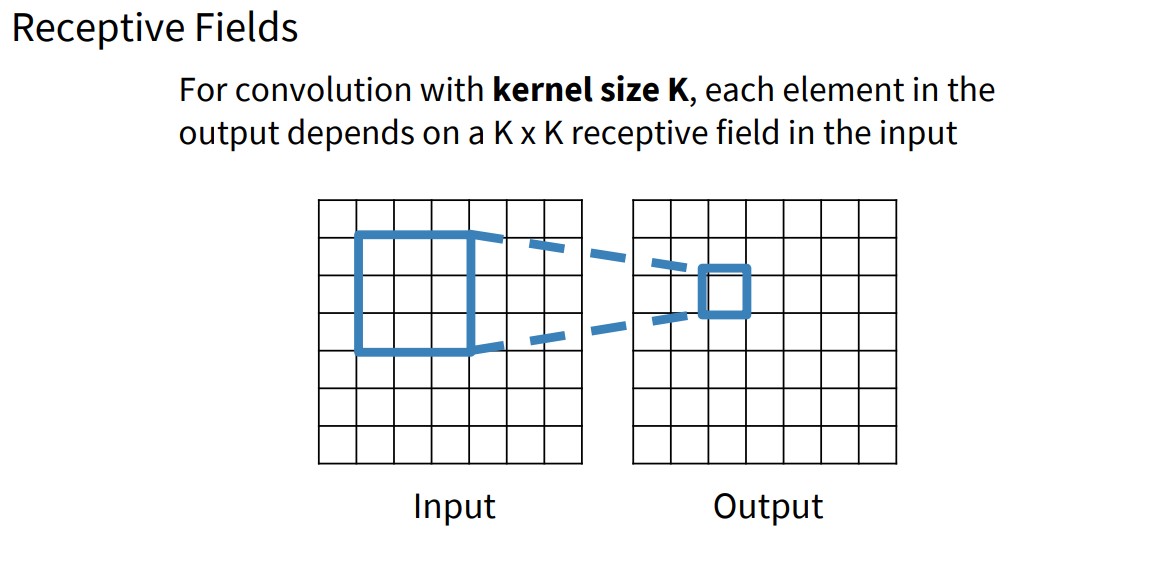 Receptive Fields
For convolution with kernel size K, each element in the
output depends on a K x K receptive field in the input
Input
Output